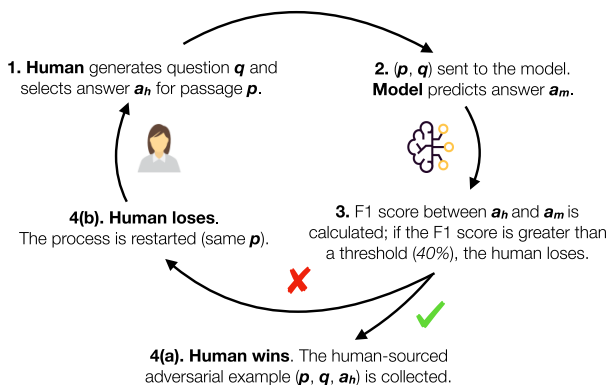 1. Human generates question q and
selects answer ah for passage p.
2. (p, q) sent to the model.
Model predicts answer am.
3. F1 score between ah and am is
calculated; if the F1 score is greater than
a threshold (40%), the human loses.
4(b). Human loses.
The process is restarted (same p).
4(a). Human wins. The human-sourced
adversarial example (p, q, ah) is collected.